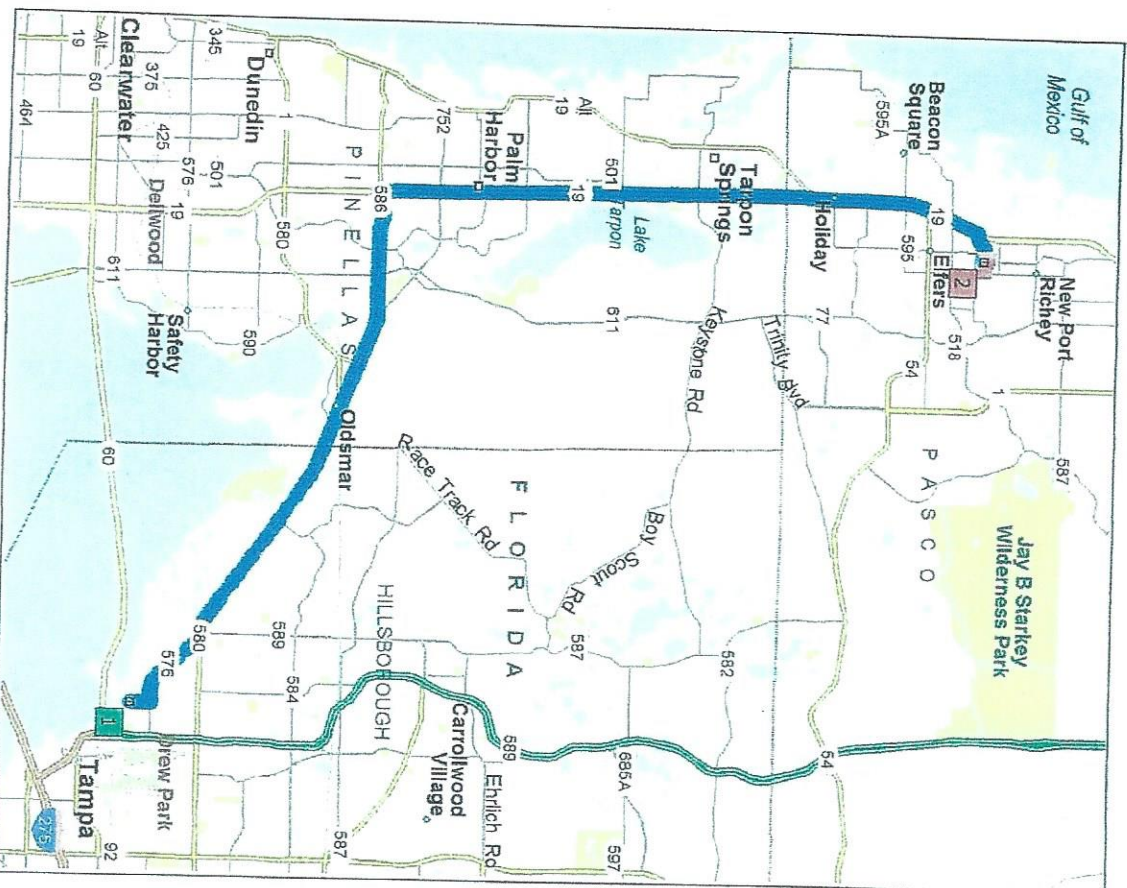 Gulf of
Mexico
Beacon
Square
595A
19
595
Elfers
2
New Port
Richey
518
54
1
587
Jay B Starkey
Wilderness Park
P A S C O
Holiday
77
Trinity Blvd
Alt
19
Tarpon
Springs
501
19
Lake
Tarpon
611
Keystone Rd
Boy Scout
Rd
582
587
54
Palm
Harbor
752
F L O R I D A
Race Track Rd
586
P I N E L L A S
Oldsmar
HILLSBOROUGH
589
685A
Carrollwood
Village
Ehrlich Rd
597
587
584
589
580
576
1
Drew Park
Tampa
275
92
60
Dunedin
345
1
580
590
Safety
Harbor
611
Dellwood
19
501
576
425
375
Clearwater
Alt
19
60
464